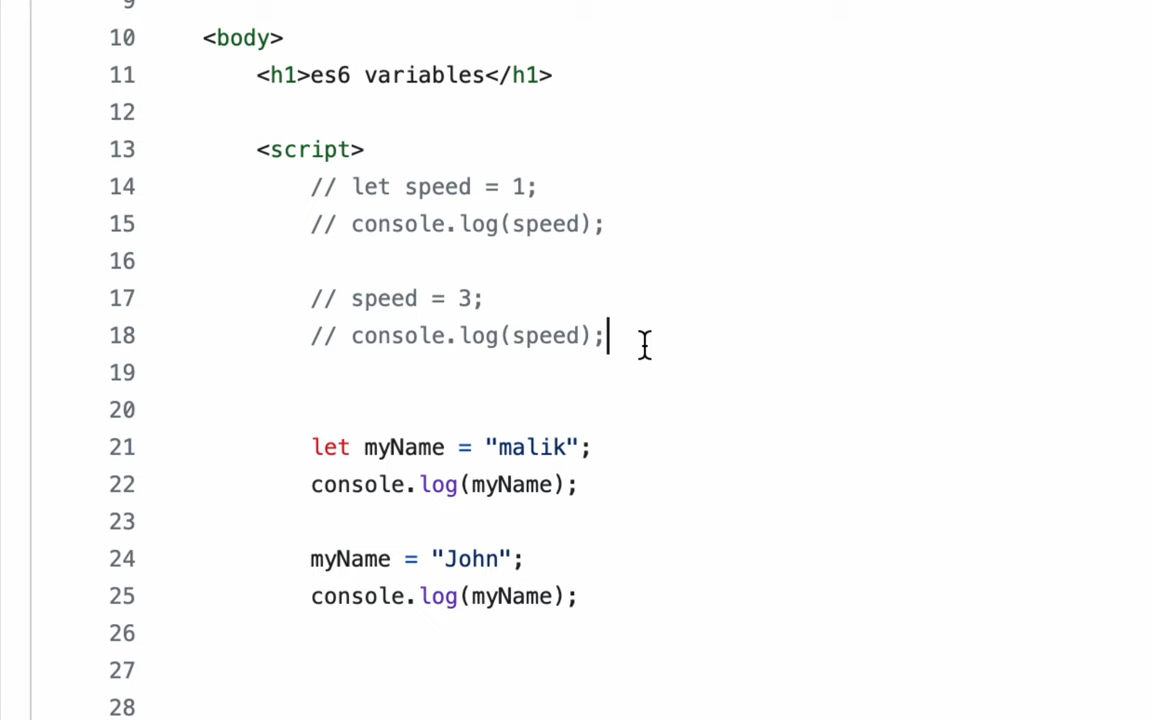 9
10 <body>
11 <h1>es6 variables</h1>
12
13 <script>
14 // let speed = 1;
15 // console.log(speed);
16
17 // speed = 3;
18 // console.log(speed);
19
20
21 let myName = "malik";
22 console.log(myName);
23
24 myName = "John";
25 console.log(myName);
26
27
28